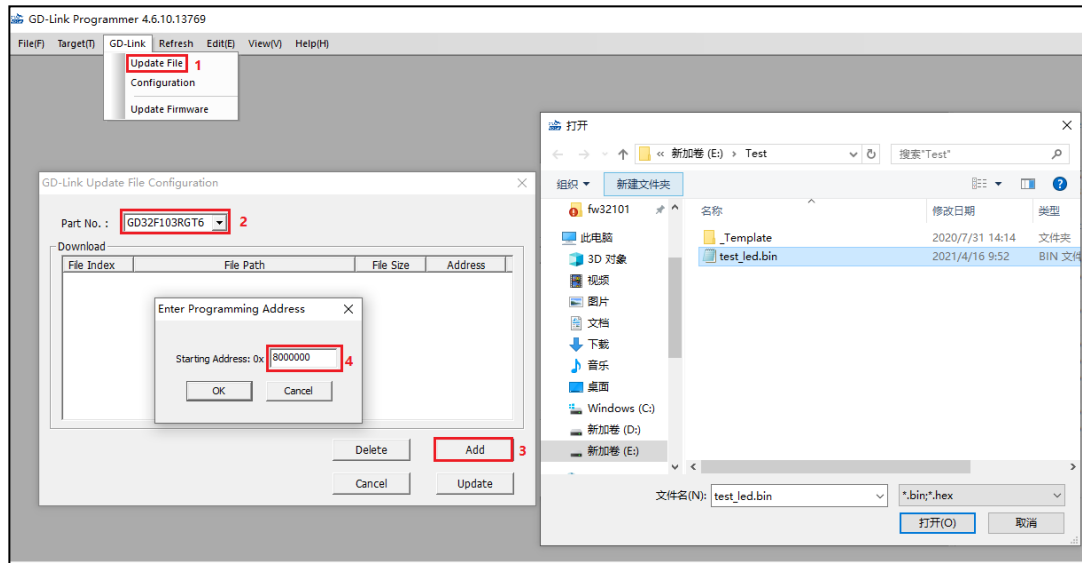 GD-Link Programmer 4.6.10.13769
File(F) Target(T) GD-Link Refresh Edit(E) View(V) Help(H)
Update File 1
Configuration
Update Firmware
GD-Link Update File Configuration
Part No. : GD32F103RGT6 2
Download
File Index File Path File Size Address
Enter Programming Address
Starting Address: 0x 8000000 4
OK Cancel
Delete Add 3
Cancel Update
打开
« 新加卷 (E:) › Test 搜索"Test"
组织 新建文件夹
fw32101
此电脑
3D 对象
视频
图片
文档
下载
音乐
桌面
Windows (C:)
新加卷 (D:)
新加卷 (E:)
名称 修改日期 类型
_Template 2020/7/31 14:14 文件夹
test_led.bin 2021/4/16 9:52 BIN 文件
文件名(N): test_led.bin *.bin;*.hex
打开(O) 取消